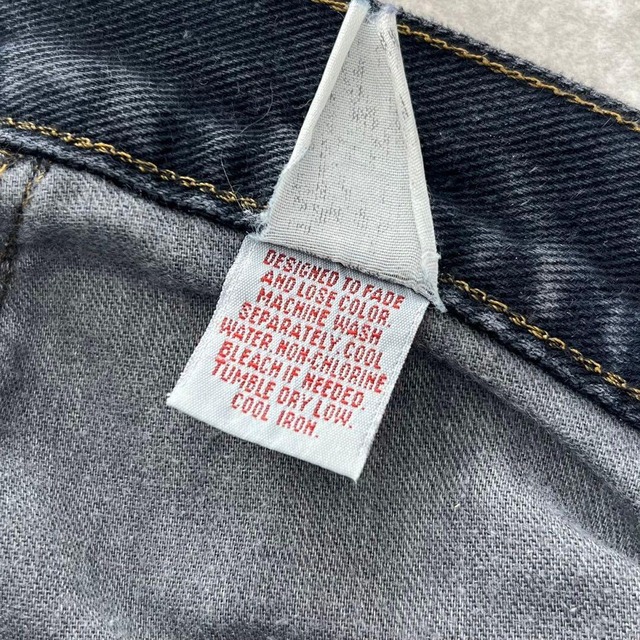 DESIGNED TO FADE
AND LOSE COLOR.
MACHINE WASH
SEPARATELY, COOL
WATER. NON-CHLORINE
BLEACH IF NEEDED.
TUMBLE DRY LOW.
COOL IRON.